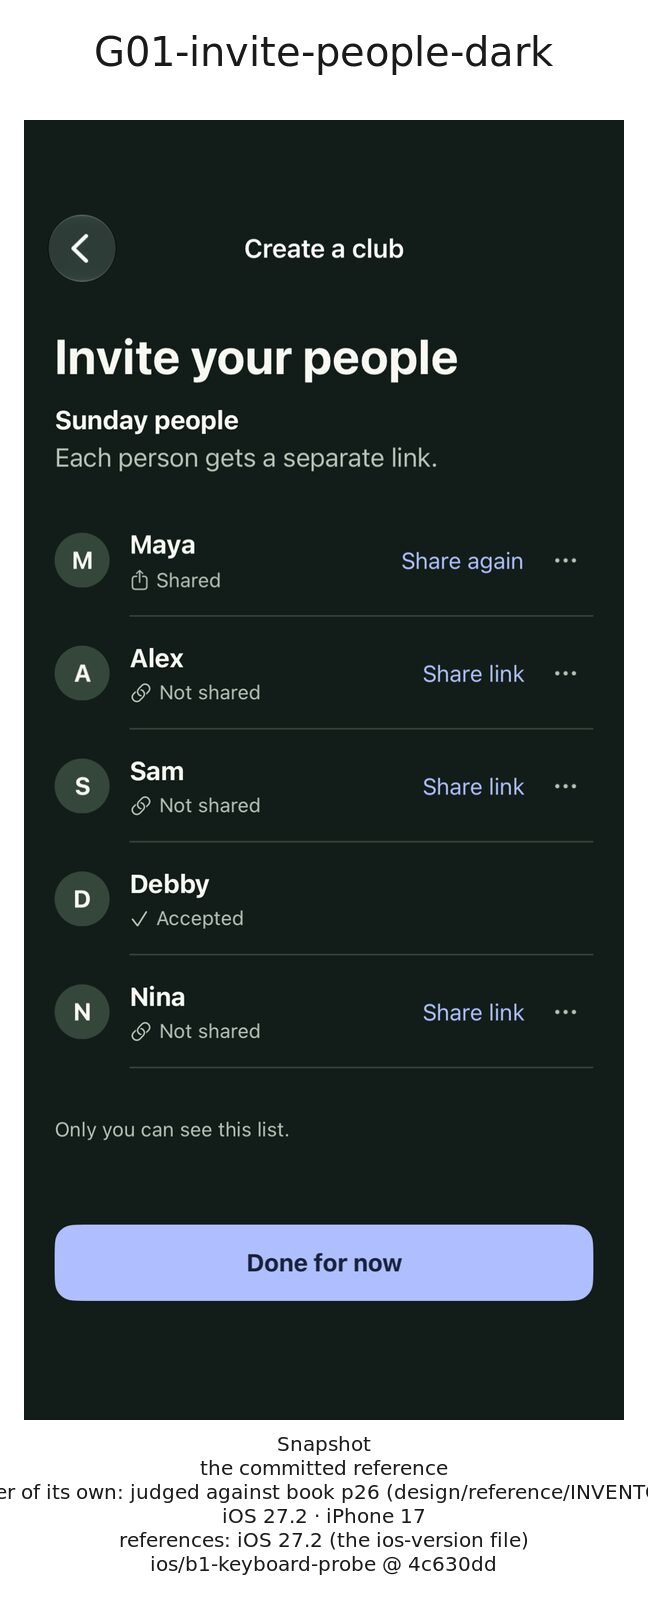 G01-invite-people-dark
Create a club
Invite your people
Sunday people
Each person gets a separate link.
M
Maya
Shared
Share again
A
Alex
Not shared
Share link
S
Sam
Not shared
Share link
D
Debby
Accepted
N
Nina
Not shared
Share link
Only you can see this list.
Done for now
Snapshot
the committed reference
of its own: judged against book p26 (design/reference/
iOS 27.2 · iPhone 17
references: iOS 27.2 (the ios-version file)
ios/b1-keyboard-probe @ 4c630dd